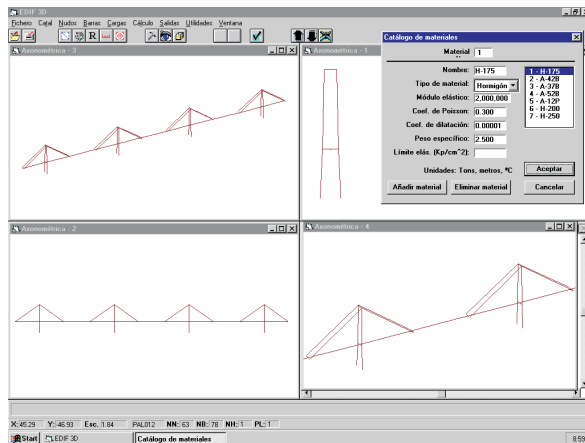 EDIF 3D
Fichero Catal Nudos Barras Cargas Cálculo Salidas Utilidades Ventana
R
Axonométrica - 3
Axonométrica - 1
Catálogo de materiales
Material 1
Nombre: H-175
Tipo de material: Hormigón
Módulo elástico: 2,000,000
Coef. de Poisson: 0.300
Coef. de dilatación: 0.00001
Peso específico: 2.500
Límite elás. (Kp/cm^2):
1 - H-175
2 - A-42B
3 - A-37B
4 - A-52B
5 - A-12P
6 - H-200
7 - H-250
Unidades: Tons, metros, ºC
Aceptar
Añadir material
Eliminar material
Cancelar
Axonométrica - 2
Axonométrica - 4
X: 45.29 Y: 46.93 Esc. 1.84 PAL012 NN: 63 NB: 78 NH: 1 PL: 1
Start
EDIF 3D
Catálogo de materiales
8:59